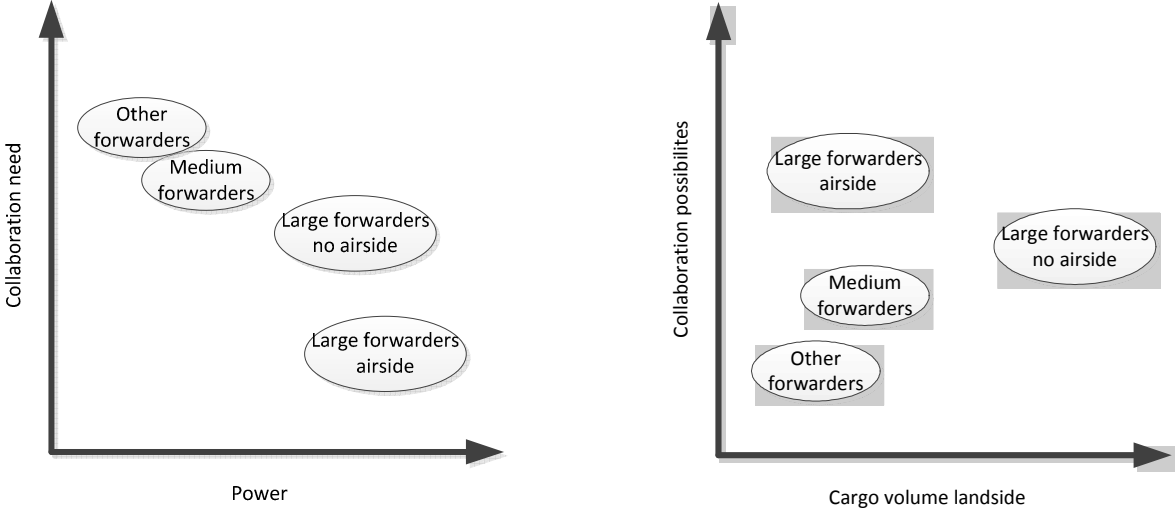 Collaboration need
Other
forwarders
Medium
forwarders
Large forwarders
no airside
Large forwarders
airside
Power
Collaboration possibilites
Large forwarders
airside
Large forwarders
no airside
Medium
forwarders
Other
forwarders
Cargo volume landside